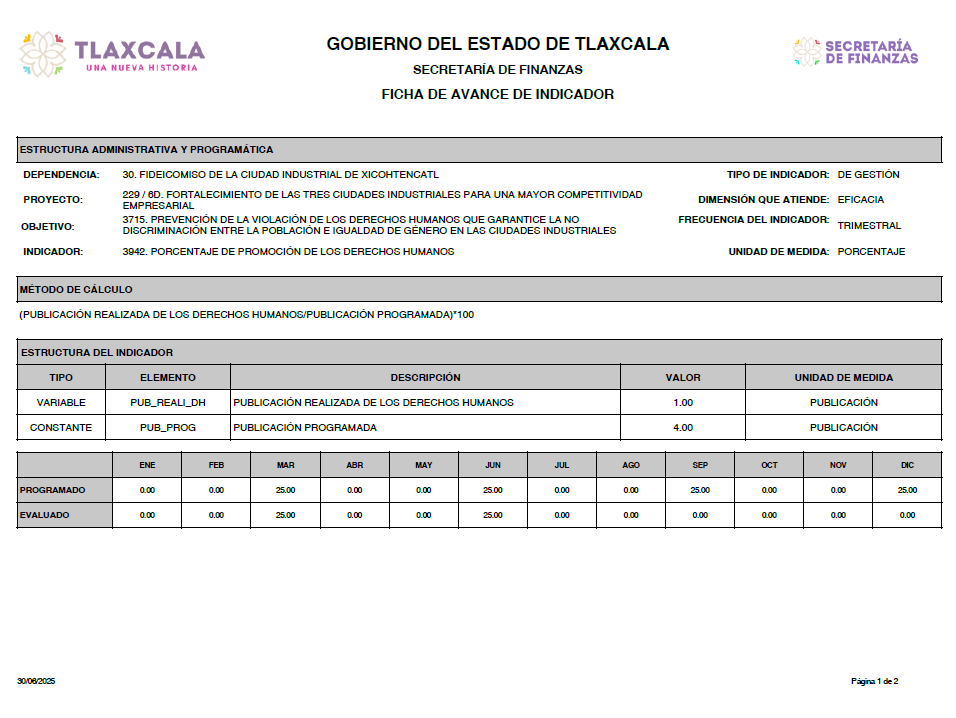 TLAXCALA
UNA NUEVA HISTORIA
GOBIERNO DEL ESTADO DE TLAXCALA
SECRETARÍA DE FINANZAS
FICHA DE AVANCE DE INDICADOR
SECRETARÍA
DE FINANZAS
ESTRUCTURA ADMINISTRATIVA Y PROGRAMÁTICA
DEPENDENCIA: 30. FIDEICOMISO DE LA CIUDAD INDUSTRIAL DE XICOHTENCATL TIPO DE INDICADOR: DE GESTIÓN
PROYECTO: 229 / 6D. FORTALECIMIENTO DE LAS TRES CIUDADES INDUSTRIALES PARA UNA MAYOR COMPETITIVIDAD
EMPRESARIAL DIMENSIÓN QUE ATIENDE: EFICACIA
OBJETIVO: 3715. PREVENCIÓN DE LA VIOLACIÓN DE LOS DERECHOS HUMANOS QUE GARANTICE LA NO
DISCRIMINACIÓN ENTRE LA POBLACIÓN E IGUALDAD DE GÉNERO EN LAS CIUDADES INDUSTRIALES FRECUENCIA DEL INDICADOR: TRIMESTRAL
INDICADOR: 3942. PORCENTAJE DE PROMOCIÓN DE LOS DERECHOS HUMANOS UNIDAD DE MEDIDA: PORCENTAJE
MÉTODO DE CÁLCULO
(PUBLICACIÓN REALIZADA DE LOS DERECHOS HUMANOS/PUBLICACIÓN PROGRAMADA)*100
ESTRUCTURA DEL INDICADOR
TIPO ELEMENTO DESCRIPCIÓN VALOR UNIDAD DE MEDIDA
VARIABLE PUB_REALI_DH PUBLICACIÓN REALIZADA DE LOS DERECHOS HUMANOS 1.00 PUBLICACIÓN
CONSTANTE PUB_PROG PUBLICACIÓN PROGRAMADA 4.00 PUBLICACIÓN
ENE FEB MAR ABR MAY JUN JUL AGO SEP OCT NOV DIC
PROGRAMADO 0.00 0.00 25.00 0.00 0.00 25.00 0.00 0.00 25.00 0.00 0.00 25.00
EVALUADO 0.00 0.00 25.00 0.00 0.00 25.00 0.00 0.00 0.00 0.00 0.00 0.00
30/06/2025 Página 1 de 2